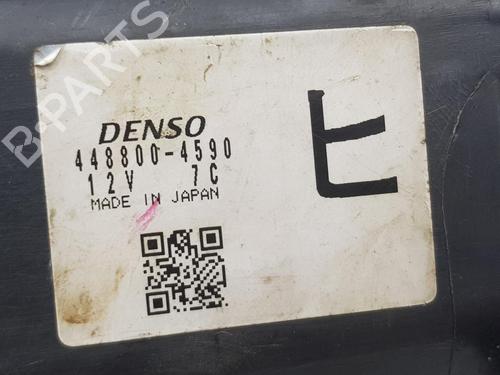 DENSO
448800-4590
12V 7C
MADE IN JAPAN
ヒ
B-PARTS